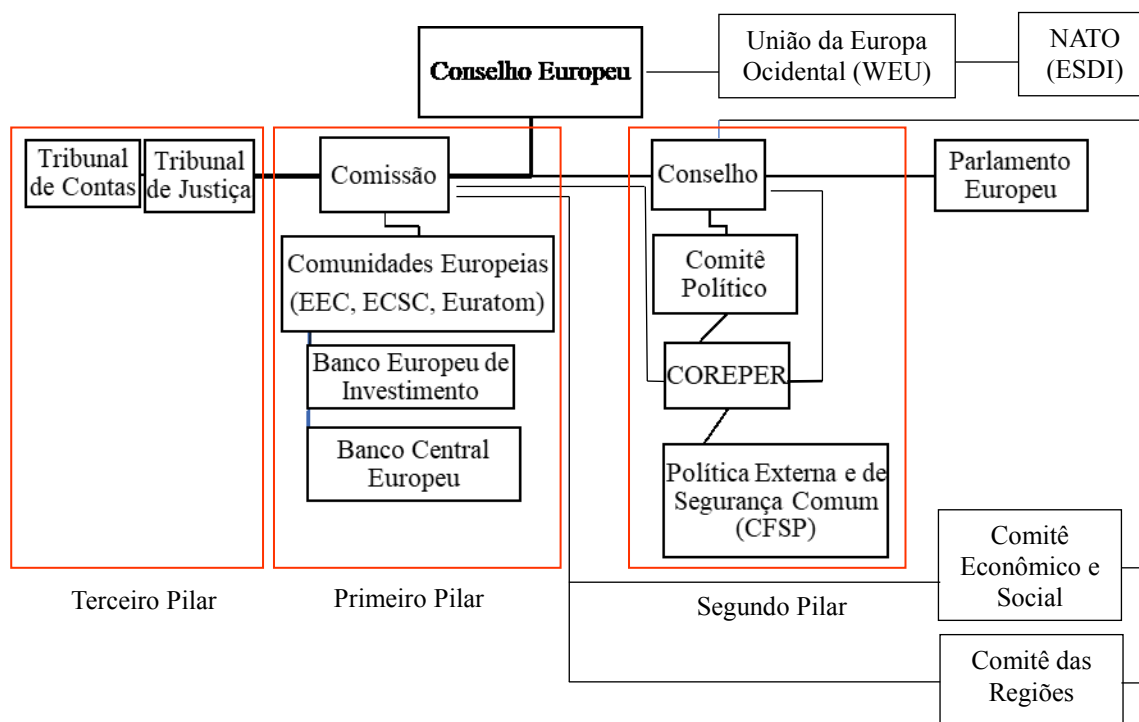 Conselho Europeu
União da Europa
Ocidental (WEU)
NATO
(ESDI)
Tribunal
de Contas
Tribunal
de Justiça
Comissão
Conselho
Parlamento
Europeu
Comunidades Europeias
(EEC, ECSC, Euratom)
Banco Europeu de
Investimento
Banco Central
Europeu
Comitê
Político
COREPER
Política Externa e de
Segurança Comum
(CFSP)
Comitê
Econômico e
Social
Comitê das
Regiões
Terceiro Pilar
Primeiro Pilar
Segundo Pilar